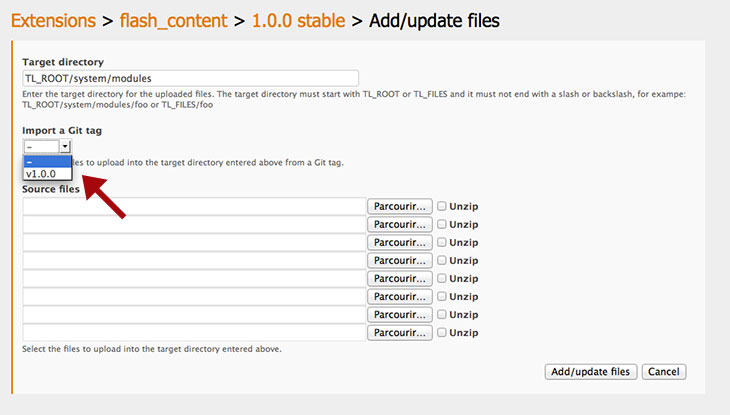 Extensions > flash_content > 1.0.0 stable > Add/update files
Target directory
TL_ROOT/system/modules
Enter the target directory for the uploaded files. The target directory must start with TL_ROOT or TL_FILES and it must not end with a slash or backslash, for exampe:
TL_ROOT/system/modules/foo or TL_FILES/foo
Import a Git tag
–
–
les to upload into the target directory entered above from a Git tag.
v1.0.0
Source files
Parcourir... Unzip
Parcourir... Unzip
Parcourir... Unzip
Parcourir... Unzip
Parcourir... Unzip
Parcourir... Unzip
Parcourir... Unzip
Parcourir... Unzip
Select the files to upload into the target directory entered above.
Add/update files Cancel